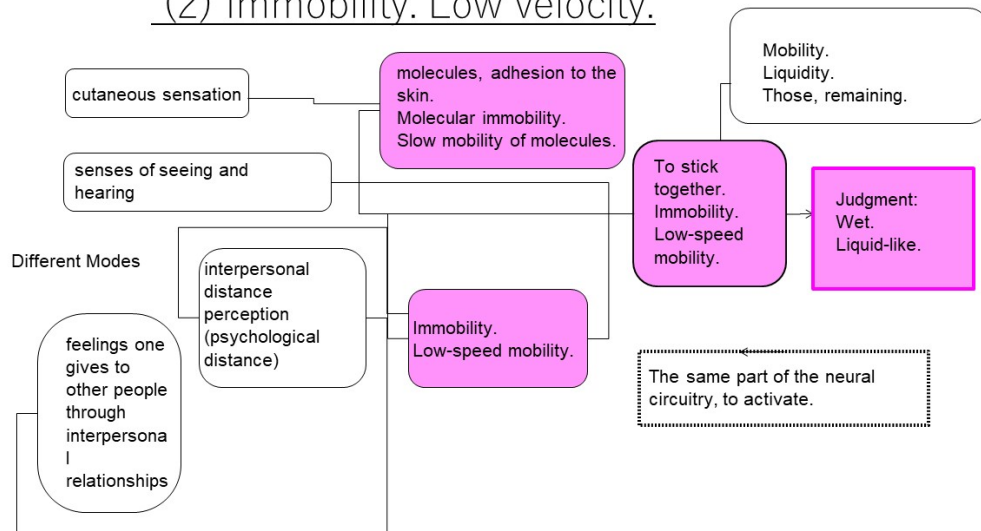 (2) Immobility. Low velocity.
cutaneous sensation
molecules, adhesion to the
skin.
Molecular immobility.
Slow mobility of molecules.
Mobility.
Liquidity.
Those, remaining.
senses of seeing and
hearing
To stick
together.
Immobility.
Low-speed
mobility.
Judgment:
Wet.
Liquid-like.
Different Modes
interpersonal
distance
perception
(psychological
distance)
Immobility.
Low-speed mobility.
feelings one
gives to
other people
through
interpersona
l
relationships
The same part of the neural
circuitry, to activate.